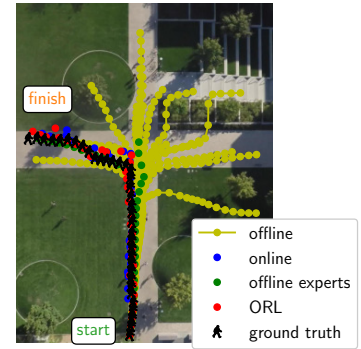 finish
start
offline
online
offline experts
ORL
ground truth